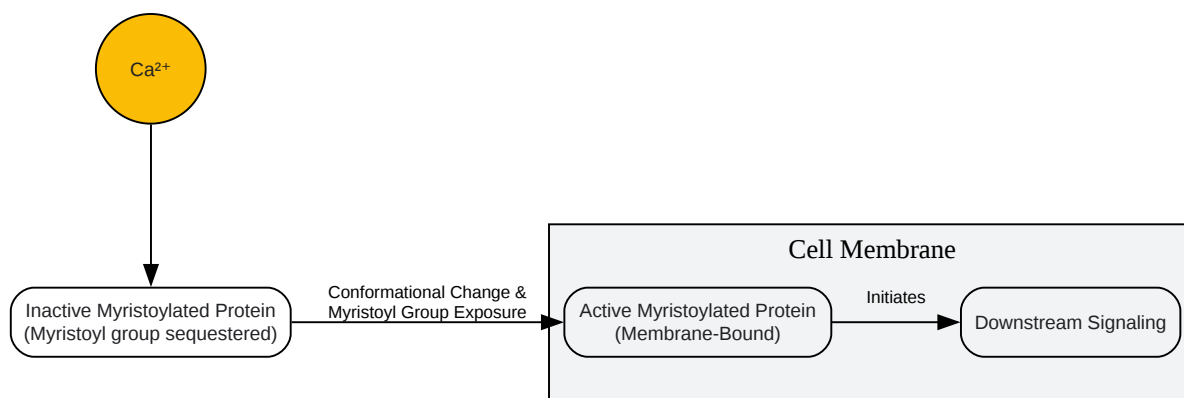 Ca²⁺
Cell Membrane
Inactive Myristoylated Protein
(Myristoyl group sequestered)
Conformational Change &
Myristoyl Group Exposure
Active Myristoylated Protein
(Membrane-Bound)
Initiates
Downstream Signaling